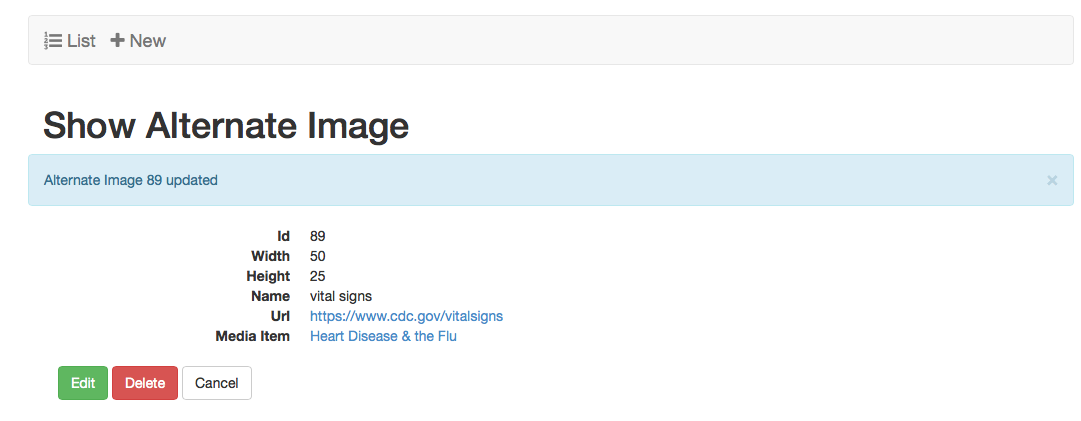 List + New
Show Alternate Image
Alternate Image 89 updated ×
Id 89
Width 50
Height 25
Name vital signs
Url https://www.cdc.gov/vitalsigns
Media Item Heart Disease & the Flu
Edit Delete Cancel